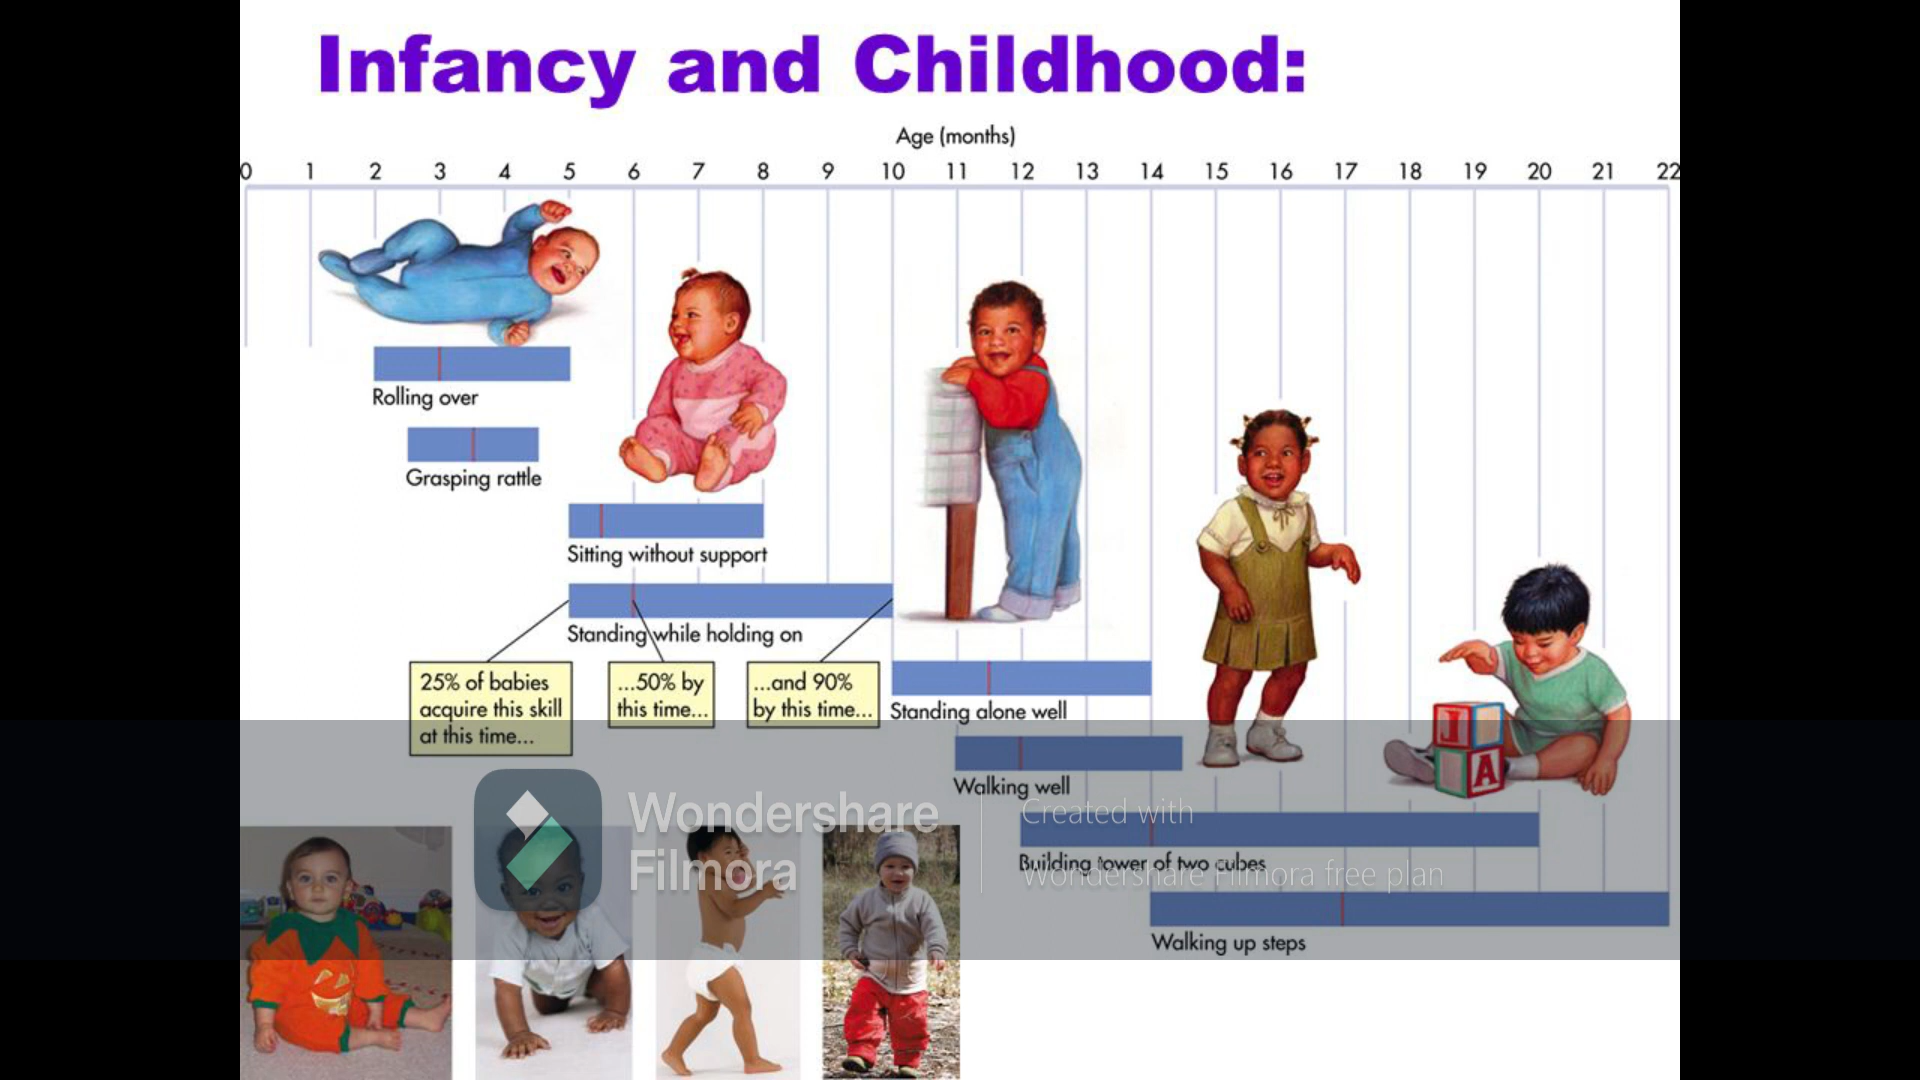 Infancy and Childhood:
Age (months)
0 1 2 3 4 5 6 7 8 9 10 11 12 13 14 15 16 17 18 19 20 21 22
Rolling over
Grasping rattle
Sitting without support
Standing while holding on
25% of babies
acquire this skill
at this time...
...50% by
this time...
...and 90%
by this time...
Standing alone well
Walking well
Building tower of two cubes
Walking up steps
J
A
Wondershare
Filmora
Created with
Wondershare Filmora free plan